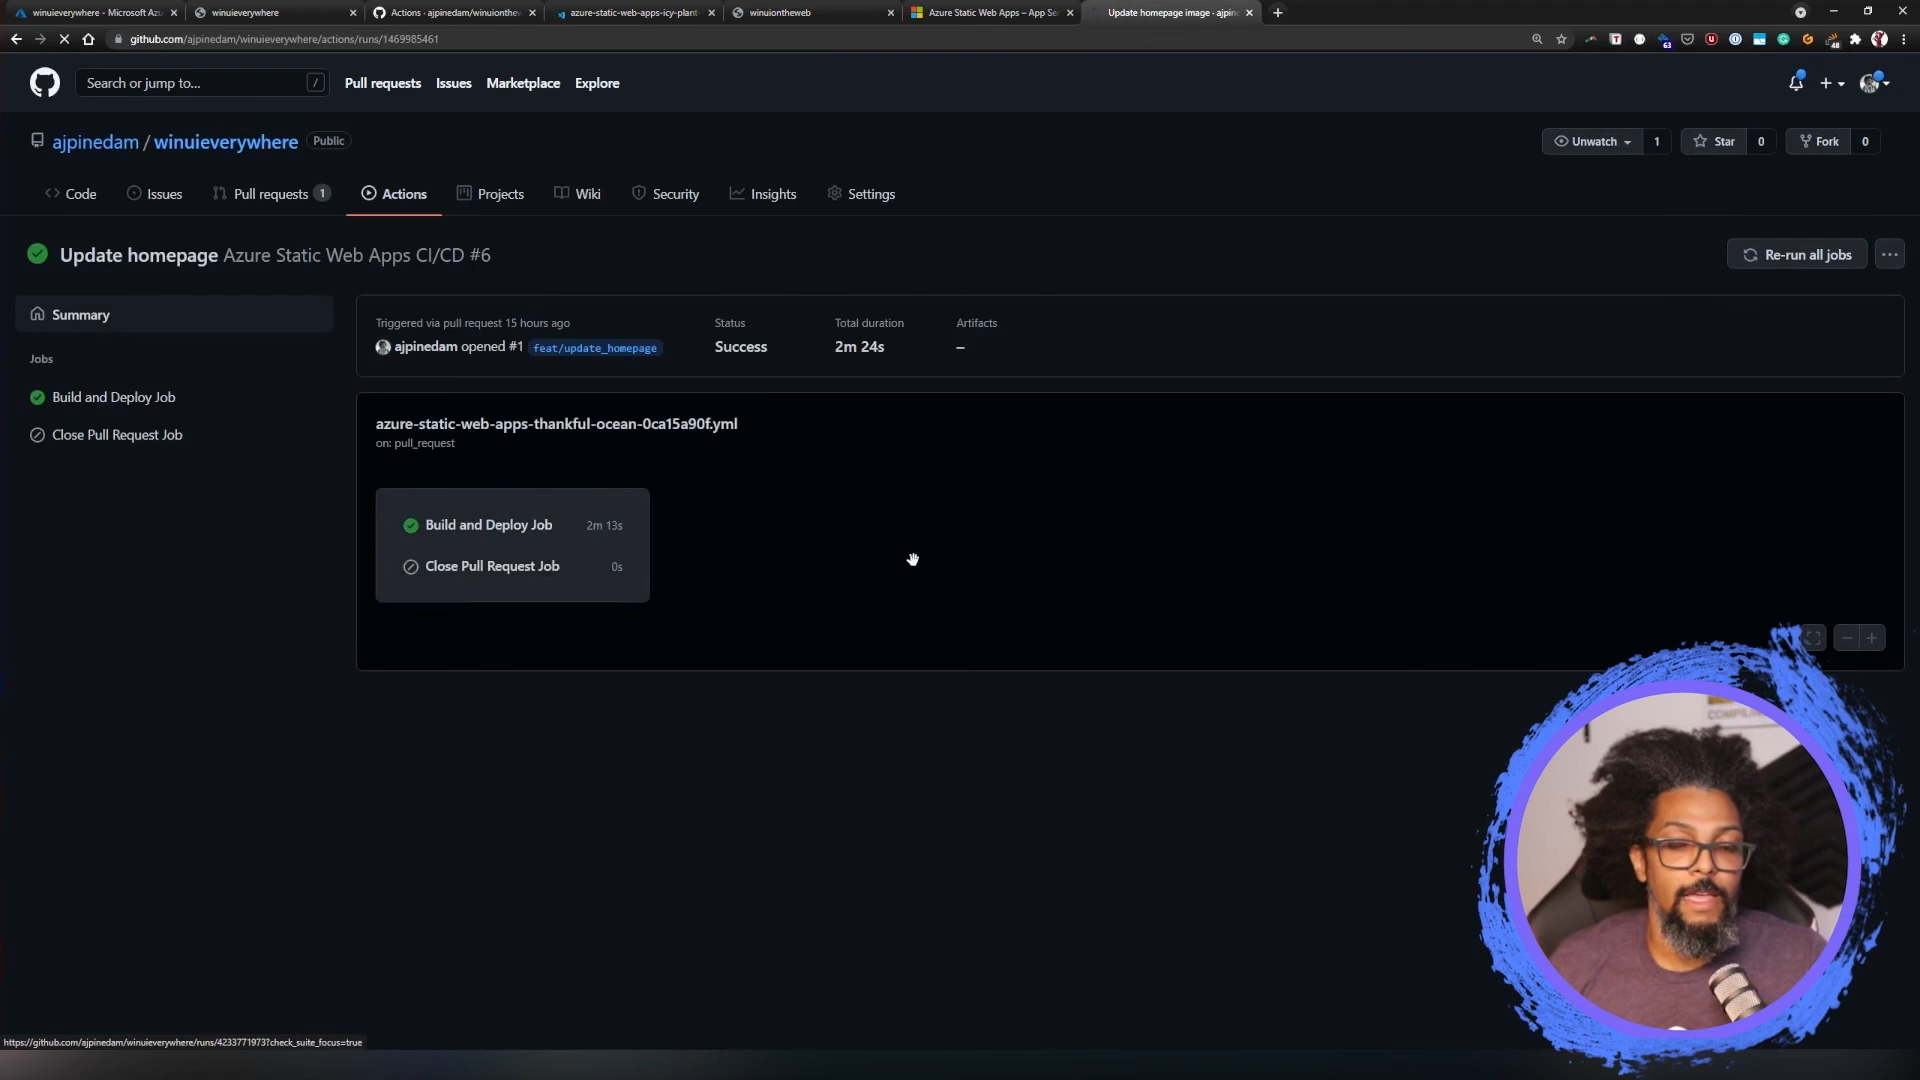 winuieverywhere - Microsoft Azu
winuieverywhere
Actions · ajpinedam/winuionthew
azure-static-web-apps-icy-plant-
winuiontheweb
Azure Static Web Apps – App Ser
Update homepage image · ajpine
github.com/ajpinedam/winuieverywhere/actions/runs/1469985461
63
48
Search or jump to...
/
Pull requests
Issues
Marketplace
Explore
ajpinedam / winuieverywhere
Public
Unwatch
1
Star
0
Fork
0
Code
Issues
Pull requests 1
Actions
Projects
Wiki
Security
Insights
Settings
Update homepage Azure Static Web Apps CI/CD #6
Re-run all jobs
Summary
Jobs
Build and Deploy Job
Close Pull Request Job
Triggered via pull request 15 hours ago
ajpinedam opened #1 feat/update_homepage
Status
Success
Total duration
2m 24s
Artifacts
–
azure-static-web-apps-thankful-ocean-0ca15a90f.yml
on: pull_request
Build and Deploy Job 2m 13s
Close Pull Request Job 0s
https://github.com/ajpinedam/winuieverywhere/runs/4233771973?check_suite_focus=true